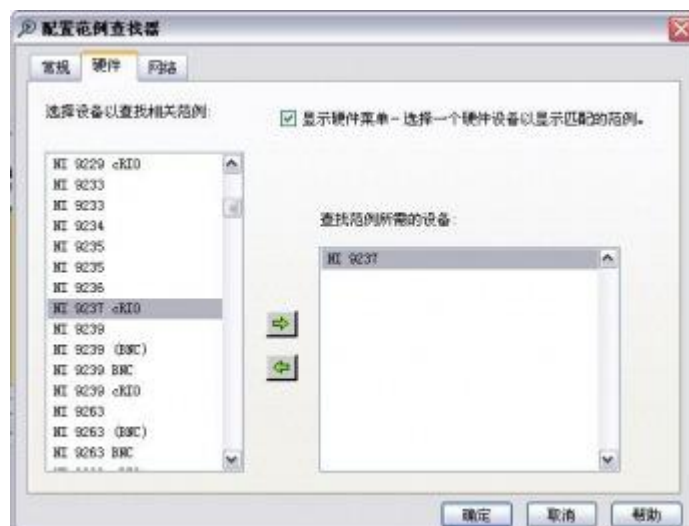 配置范例查找器
常规 硬件 网络
选择设备以查找相关范例:
显示硬件菜单-选择一个硬件设备以显示匹配的范例。
NI 9229 cRIO
NI 9233
NI 9233
NI 9234
NI 9235
NI 9235
NI 9236
NI 9237 cRIO
NI 9239
NI 9239 (BNC)
NI 9239 BNC
NI 9239 cRIO
NI 9263
NI 9263 (BNC)
NI 9263 BNC
查找范例所需的设备:
NI 9237
确定 取消 帮助